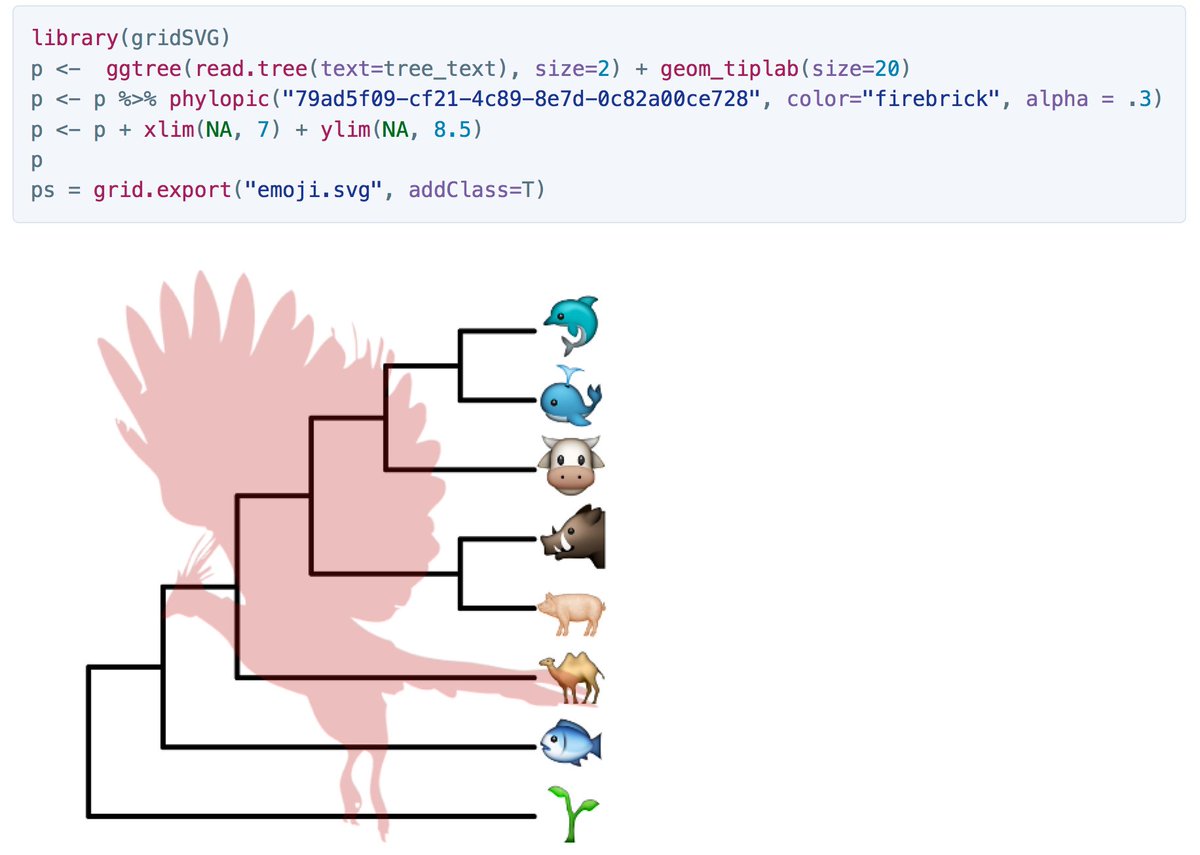 library(gridSVG)
p <-  ggtree(read.tree(text=tree_text), size=2) + geom_tiplab(size=20)
p <- p %>% phylopic("79ad5f09-cf21-4c89-8e7d-0c82a00ce728", color="firebrick", alpha = .3)
p <- p + xlim(NA, 7) + ylim(NA, 8.5)
p
ps = grid.export("emoji.svg", addClass=T)